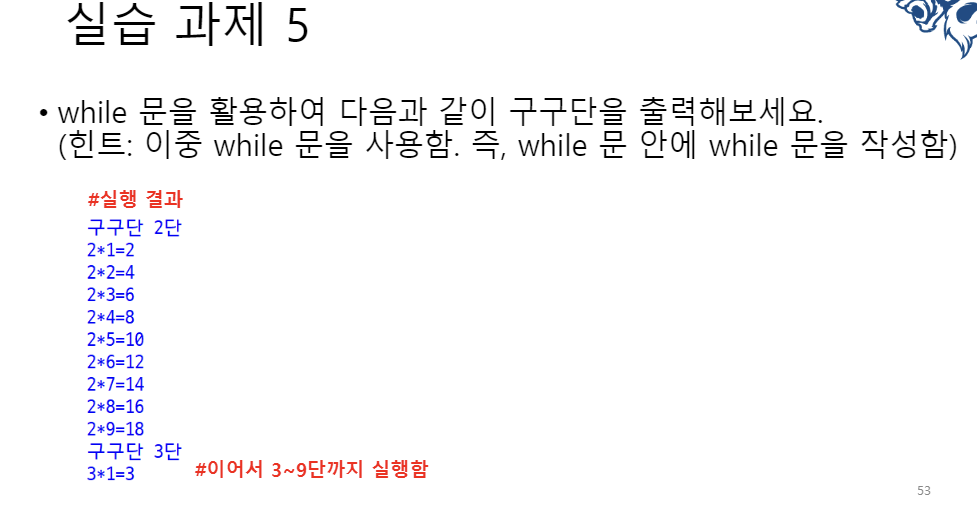 실습 과제 5
• while 문을 활용하여 다음과 같이 구구단을 출력해보세요.
(힌트: 이중 while 문을 사용함. 즉, while 문 안에 while 문을 작성함)
#실행 결과
구구단 2단
2*1=2
2*2=4
2*3=6
2*4=8
2*5=10
2*6=12
2*7=14
2*8=16
2*9=18
구구단 3단
3*1=3
#이어서 3~9단까지 실행함
53